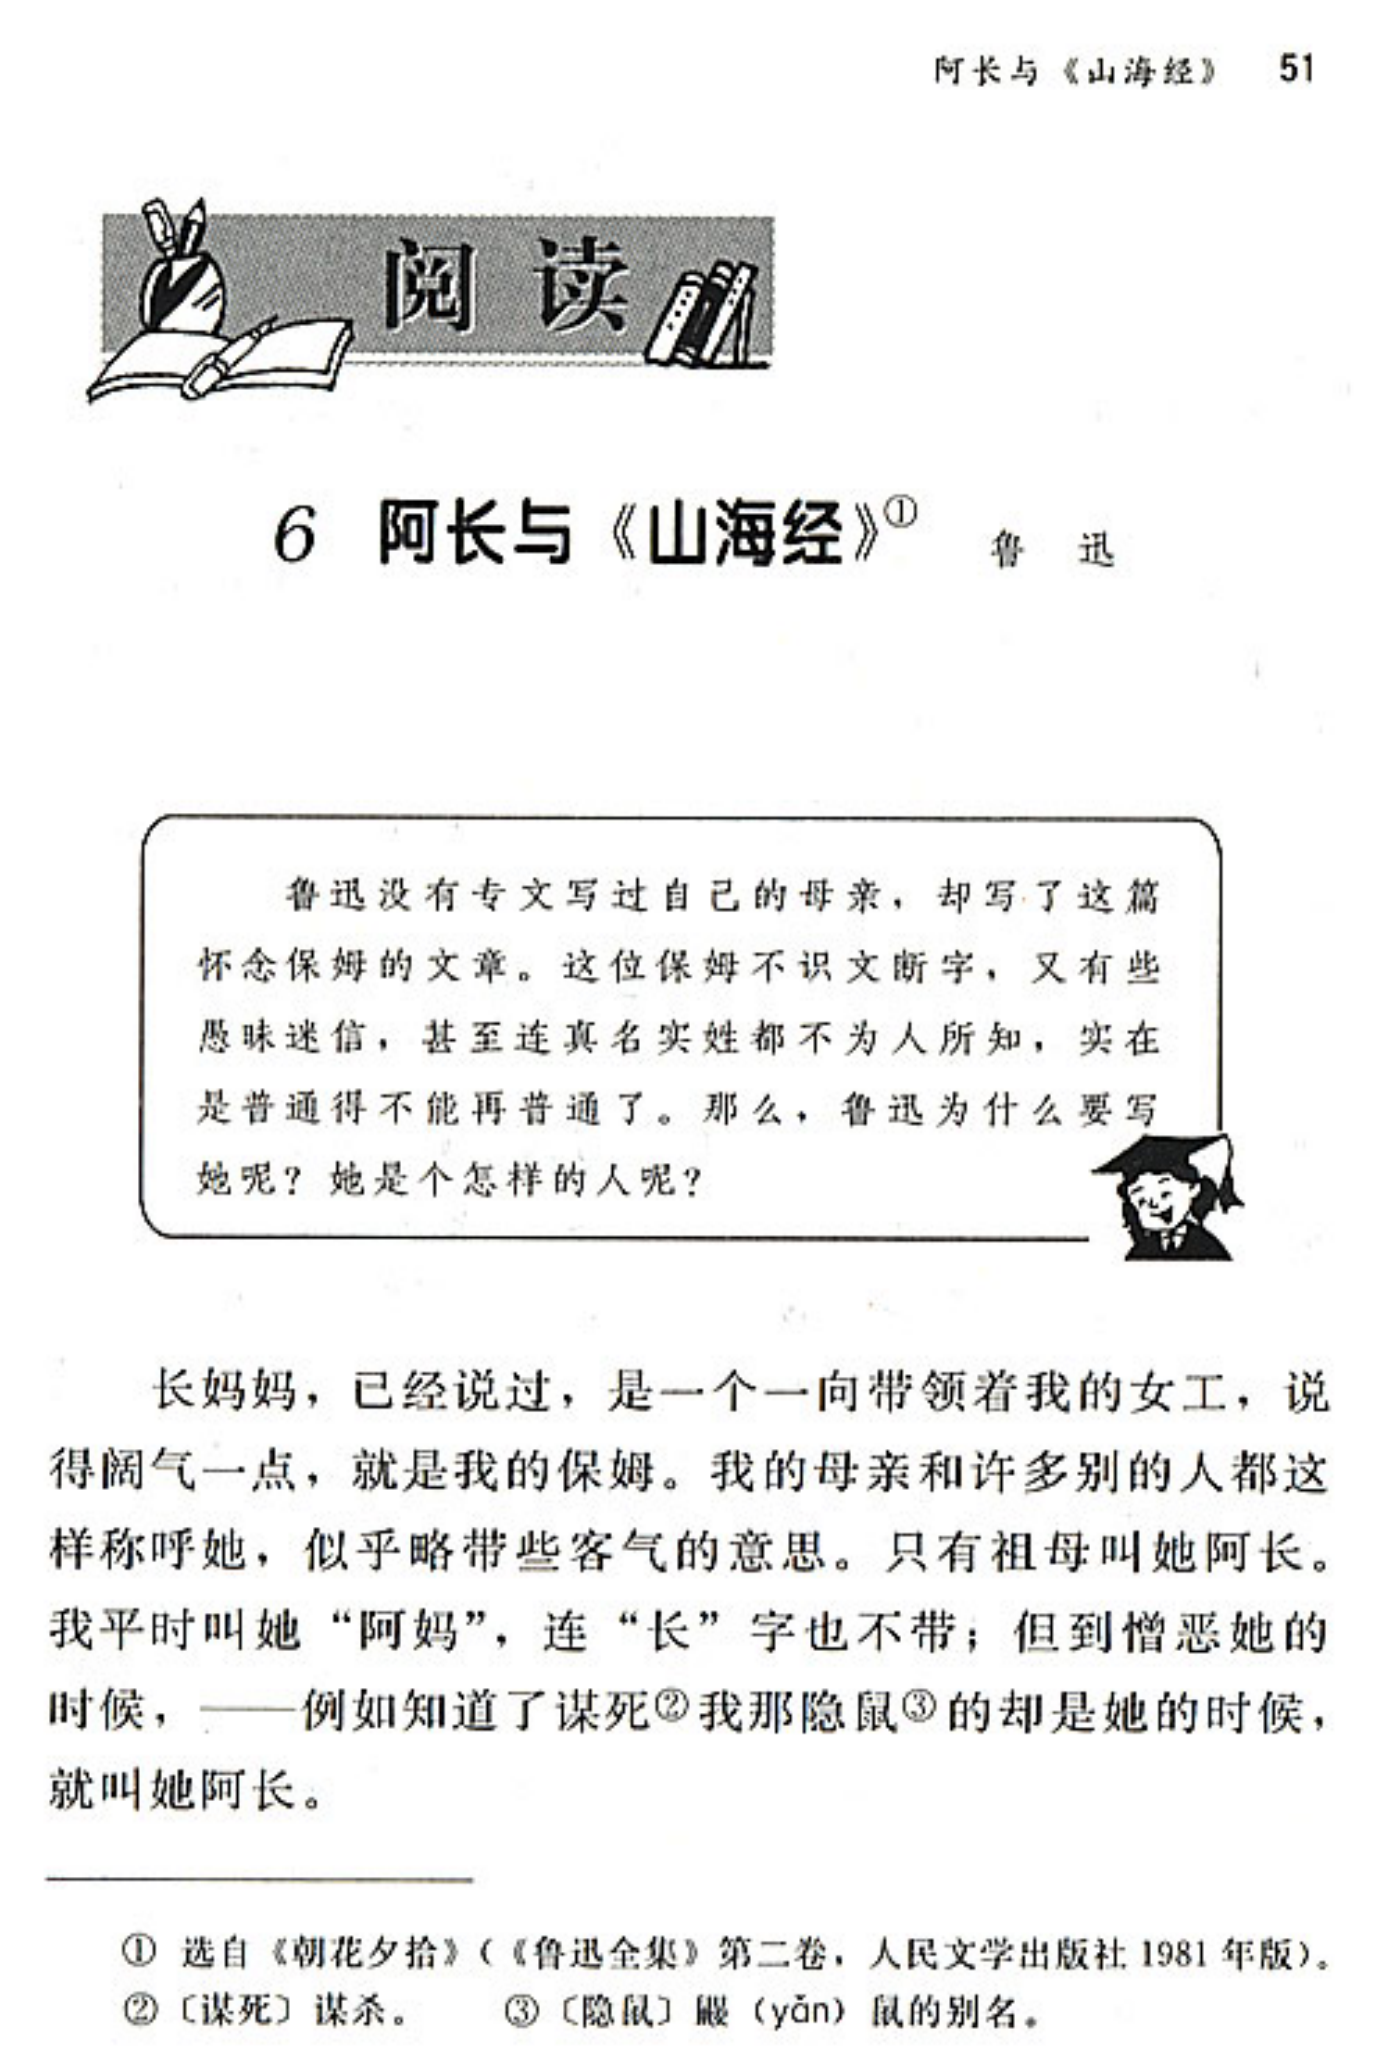 阿长与《山海经》 51
阅读
6 阿长与《山海经》① 鲁 迅
鲁迅没有专文写过自己的母亲，却写了这篇
怀念保姆的文章。这位保姆不识文断字，又有些
愚昧迷信，甚至连真名实姓都不为人所知，实在
是普通得不能再普通了。那么，鲁迅为什么要写
她呢？她是个怎样的人呢？
长妈妈，已经说过，是一个一向带领着我的女工，说
得阔气一点，就是我的保姆。我的母亲和许多别的人都这
样称呼她，似乎略带些客气的意思。只有祖母叫她阿长。
我平时叫她“阿妈”，连“长”字也不带；但到憎恶她的
时候，——例如知道了谋死②我那隐鼠③的却是她的时候，
就叫她阿长。
① 选自《朝花夕拾》（《鲁迅全集》第二卷，人民文学出版社 1981 年版）。
②〔谋死〕谋杀。 ③〔隐鼠〕鼹（yǎn）鼠的别名。